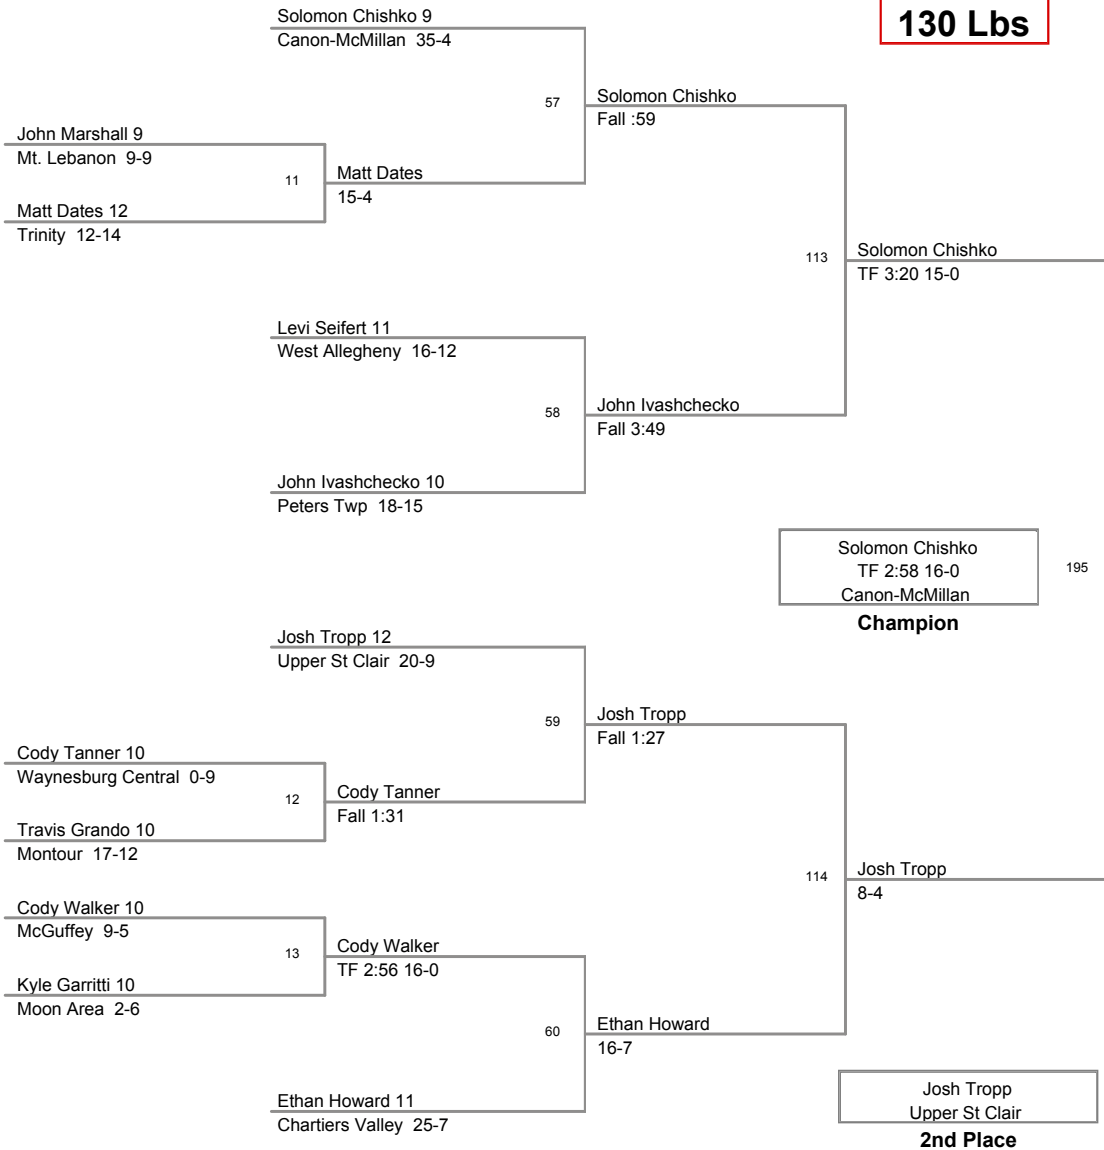 Solomon Chishko 9
Canon-McMillan 35-4
130 Lbs
57
Solomon Chishko
Fall :59
John Marshall 9
Mt. Lebanon 9-9
11
Matt Dates
15-4
Matt Dates 12
Trinity 12-14
113
Solomon Chishko
TF 3:20 15-0
Levi Seifert 11
West Allegheny 16-12
58
John Ivashchecko
Fall 3:49
John Ivashchecko 10
Peters Twp 18-15
Solomon Chishko
TF 2:58 16-0
Canon-McMillan
195
Champion
Josh Tropp 12
Upper St Clair 20-9
59
Josh Tropp
Fall 1:27
Cody Tanner 10
Waynesburg Central 0-9
12
Cody Tanner
Fall 1:31
Travis Grando 10
Montour 17-12
114
Josh Tropp
8-4
Cody Walker 10
McGuffey 9-5
13
Cody Walker
TF 2:56 16-0
Kyle Garritti 10
Moon Area 2-6
60
Ethan Howard
16-7
Ethan Howard 11
Chartiers Valley 25-7
Josh Tropp
Upper St Clair
2nd Place